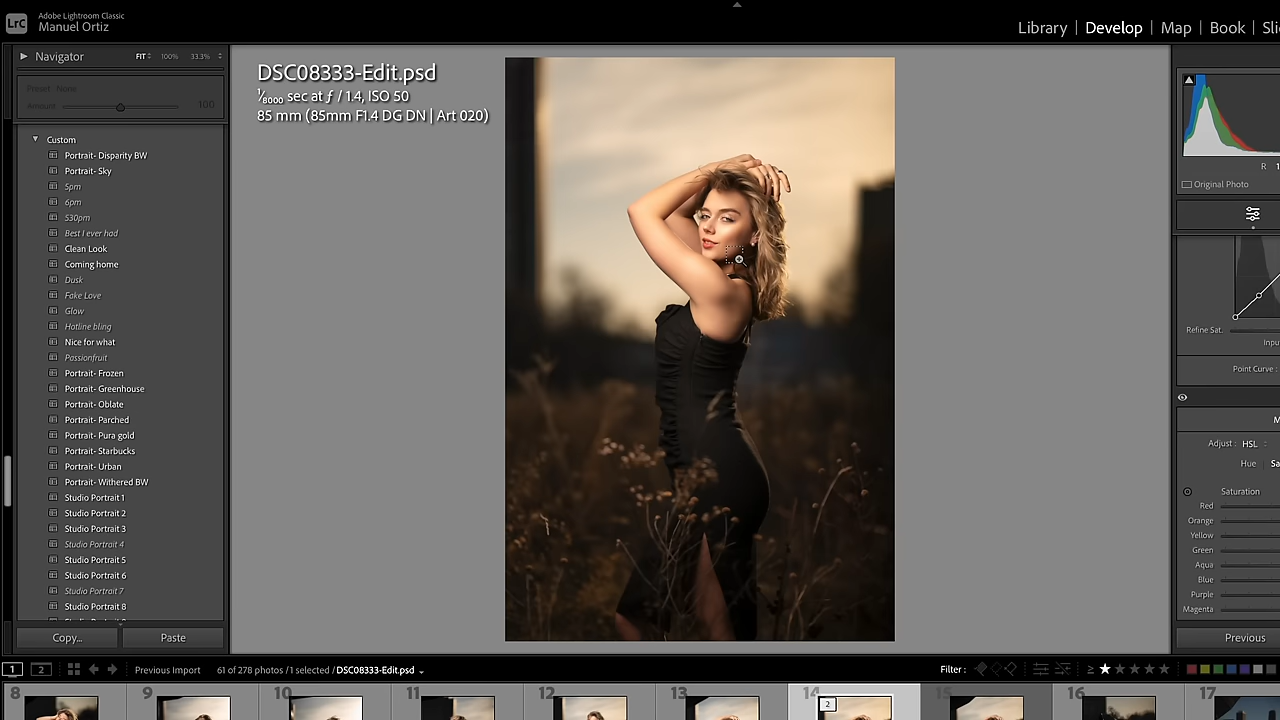 LrC
Adobe Lightroom Classic
Manuel Ortiz
Library | Develop | Map | Book |
Navigator FIT 100% 33.3%
Preset: None
Amount 100
Custom
Portrait- Disparity BW
Portrait- Sky
5pm
6pm
530pm
Best I ever had
Clean Look
Coming home
Dusk
Fake Love
Glow
Hotline bling
Nice for what
Passionfruit
Portrait- Frozen
Portrait- Greenhouse
Portrait- Oblate
Portrait- Parched
Portrait- Pura gold
Portrait- Starbucks
Portrait- Urban
Portrait- Withered BW
Studio Portrait 1
Studio Portrait 2
Studio Portrait 3
Studio Portrait 4
Studio Portrait 5
Studio Portrait 6
Studio Portrait 7
Studio Portrait 8
Copy... Paste
DSC08333-Edit.psd
1/8000 sec at ƒ / 1.4, ISO 50
85 mm (85mm F1.4 DG DN | Art 020)
R
Original Photo
Refine Sat.
Point Curve :
Adjust : HSL
Hue
Saturation
Red
Orange
Yellow
Green
Aqua
Blue
Purple
Magenta
Previous
1 2 Previous Import 61 of 278 photos / 1 selected / DSC08333-Edit.psd
Filter : ≥ ★ ★ ★ ★ ★
8 9 10 11 12 13 14 15 16 17
2